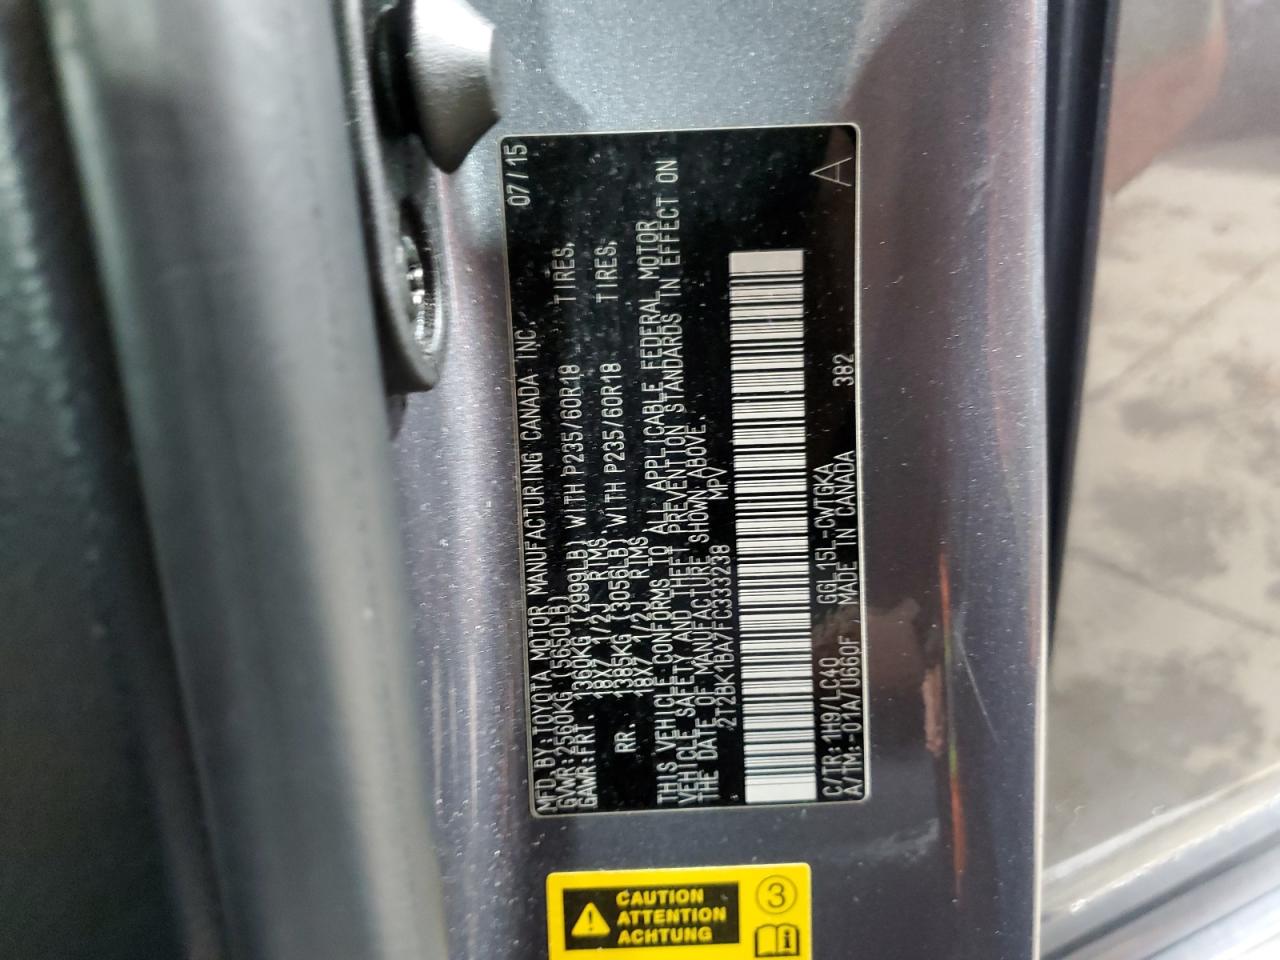 MFD.BY:TOYOTA MOTOR MANUFACTURING CANADA INC. 07/15
GVWR:2560KG (5650LB)
GAWR:FRT. 1360KG (2999LB) WITH P235/60R18 TIRES,
18X7 1/2J RIMS.
RR. 1385KG (3056LB) WITH P235/60R18 TIRES,
18X7 1/2J RIMS
THIS VEHICLE CONFORMS TO ALL APPLICABLE FEDERAL MOTOR
VEHICLE SAFETY AND THEFT PREVENTION STANDARDS IN EFFECT ON
THE DATE OF MANUFACTURE SHOWN ABOVE.
2T2BK1BA7FC333238 MPV
C/TR:1H9/LC40 GGL15L-CWTGKA 382
A/TM:-01A/U660F MADE IN CANADA
A
CAUTION
ATTENTION
ACHTUNG
3